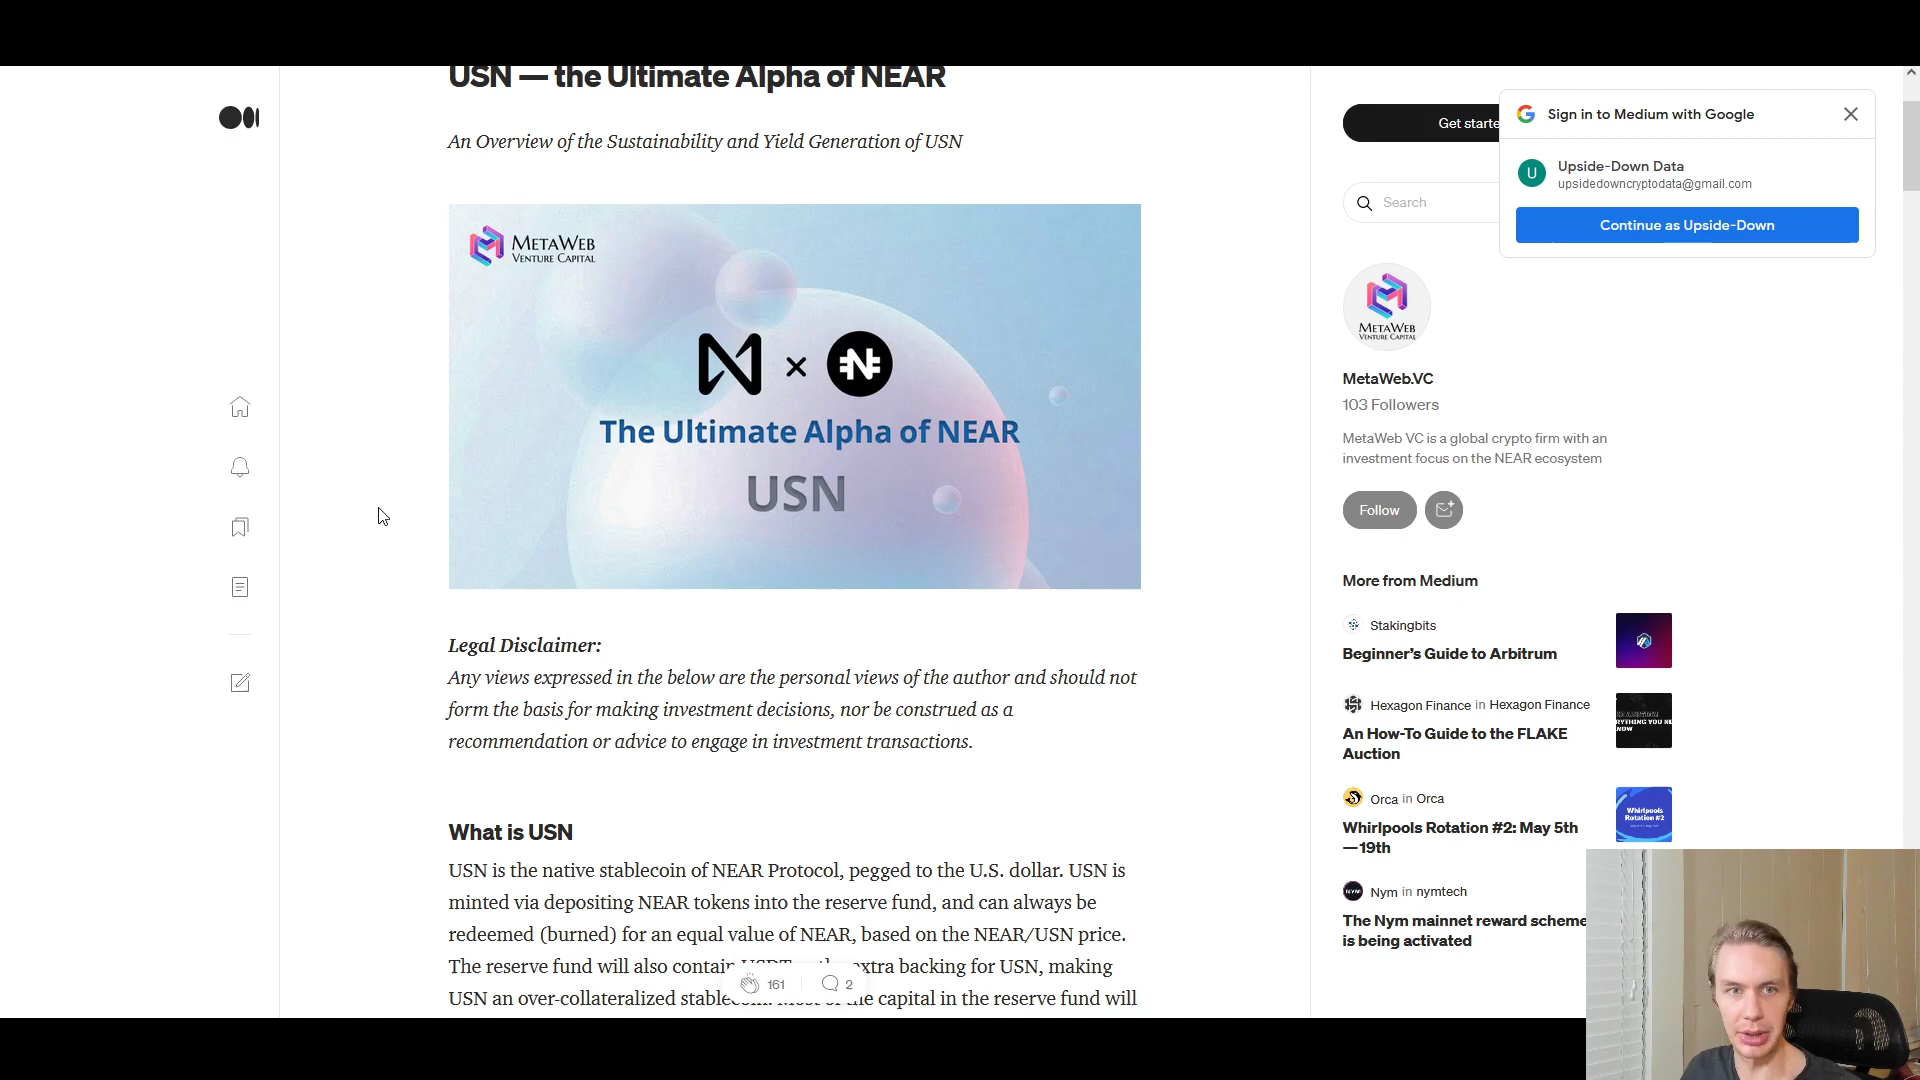 USN — the Ultimate Alpha of NEAR
An Overview of the Sustainability and Yield Generation of USN
METAWEB
VENTURE CAPITAL
The Ultimate Alpha of NEAR
USN
Legal Disclaimer:
Any views expressed in the below are the personal views of the author and should not
form the basis for making investment decisions, nor be construed as a
recommendation or advice to engage in investment transactions.
What is USN
USN is the native stablecoin of NEAR Protocol, pegged to the U.S. dollar. USN is
minted via depositing NEAR tokens into the reserve fund, and can always be
redeemed (burned) for an equal value of NEAR, based on the NEAR/USN price.
The reserve fund will also contain USDT extra backing for USN, making
USN an over-collateralized the capital in the reserve fund will
161
2
Get starte
Sign in to Medium with Google
U
Upside-Down Data
upsidedowncryptodata@gmail.com
Continue as Upside-Down
Search
METAWEB
VENTURE CAPITAL
MetaWeb.VC
103 Followers
MetaWeb VC is a global crypto firm with an
investment focus on the NEAR ecosystem
Follow
More from Medium
Stakingbits
Beginner's Guide to Arbitrum
Hexagon Finance in Hexagon Finance
An How-To Guide to the FLAKE
Auction
Orca in Orca
Whirlpools Rotation #2: May 5th
—19th
Whirlpools
Rotation #2
Nym in nymtech
The Nym mainnet reward scheme
is being activated